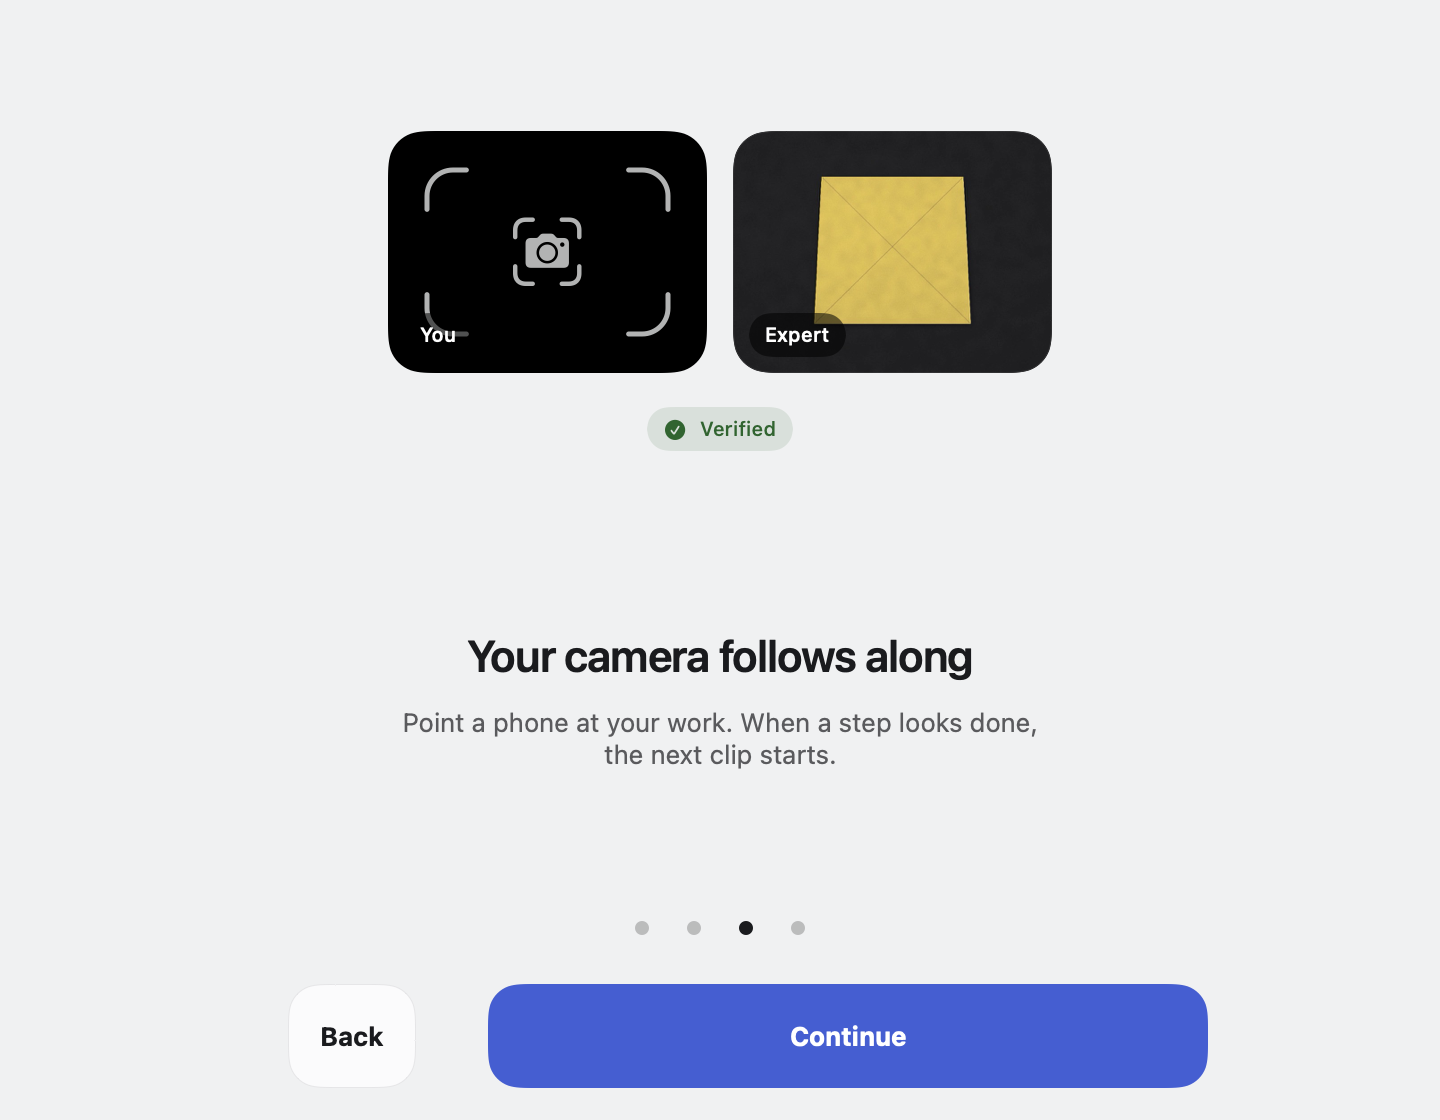 You
Expert
Verified
Your camera follows along
Point a phone at your work. When a step looks done,
the next clip starts.
Back
Continue